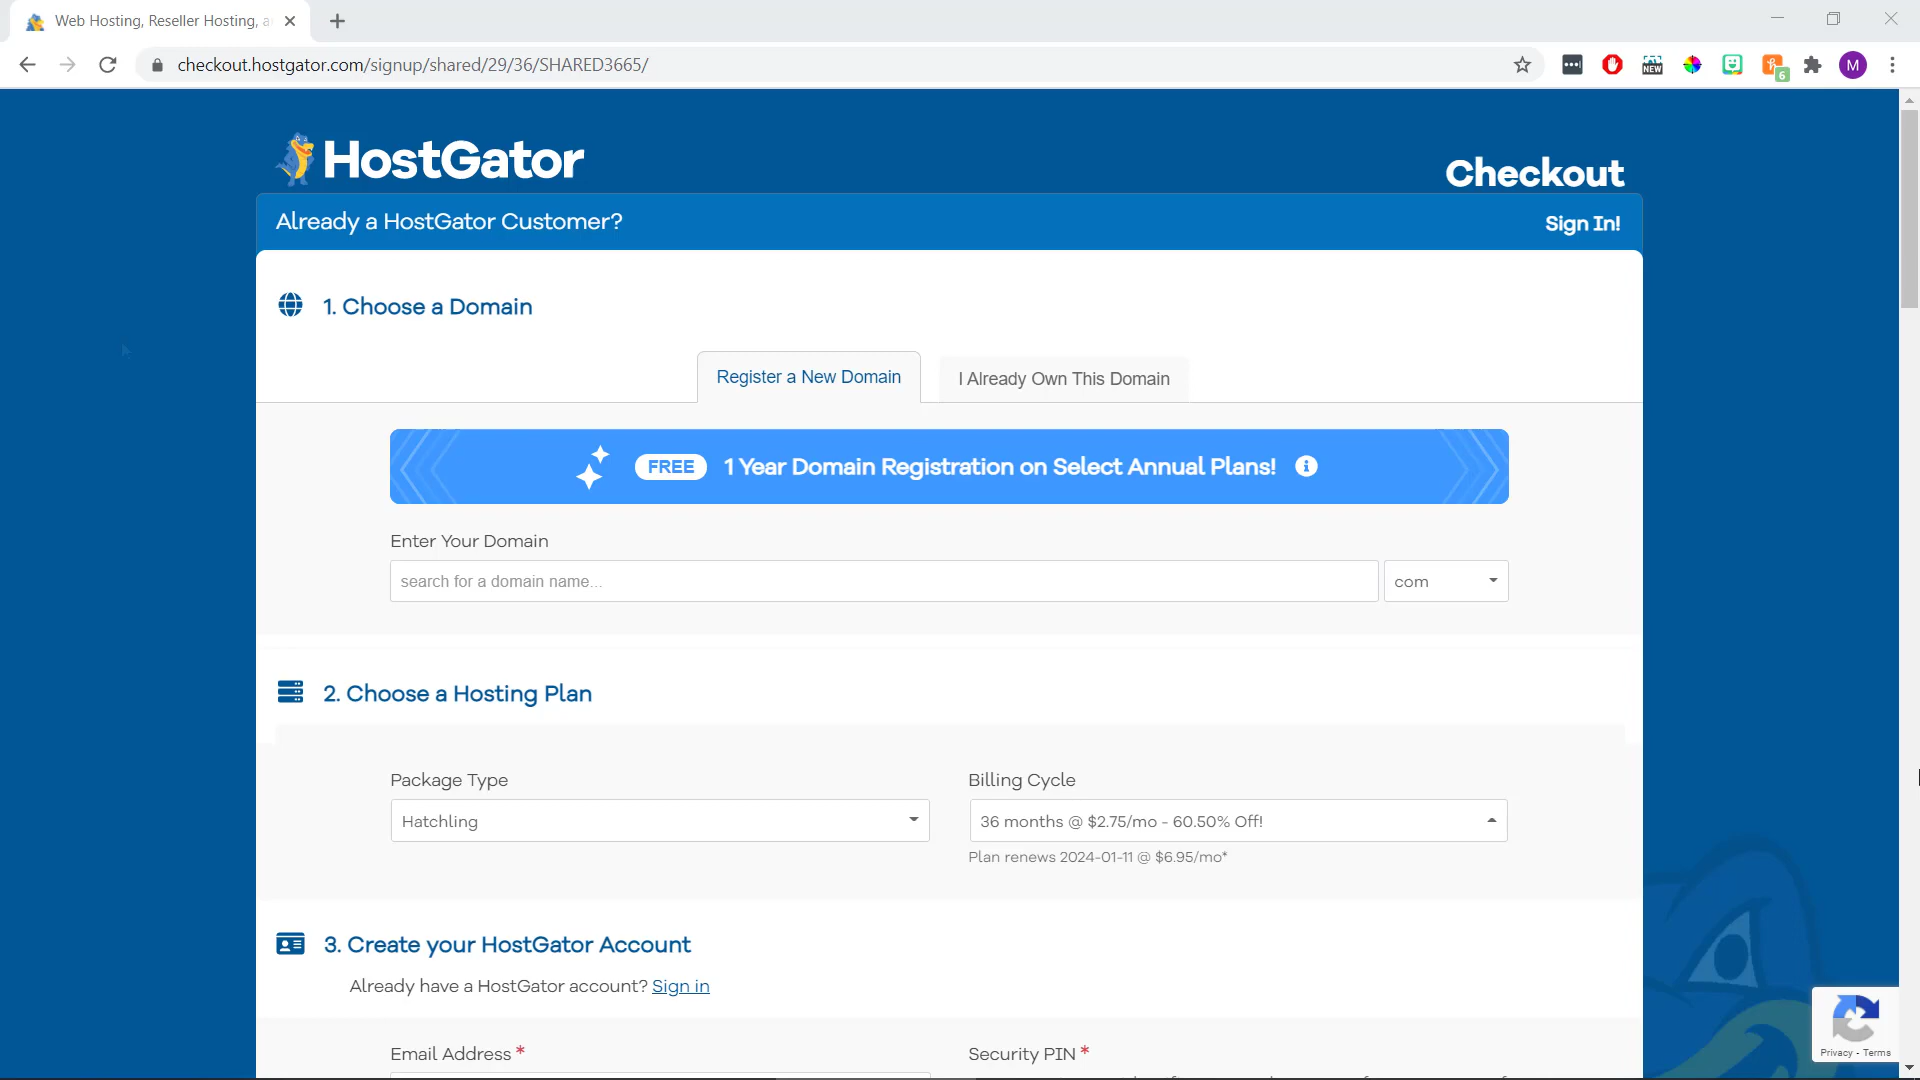 Web Hosting, Reseller Hosting, a
checkout.hostgator.com/signup/shared/29/36/SHARED3665/
NEW
6
M
HostGator
Checkout
Already a HostGator Customer?
Sign In!
1. Choose a Domain
Register a New Domain
I Already Own This Domain
FREE 1 Year Domain Registration on Select Annual Plans!
Enter Your Domain
search for a domain name...
com
2. Choose a Hosting Plan
Package Type
Billing Cycle
Hatchling
36 months @ $2.75/mo - 60.50% Off!
Plan renews 2024-01-11 @ $6.95/mo*
3. Create your HostGator Account
Already have a HostGator account? Sign in
Email Address *
Security PIN *
Privacy - Terms